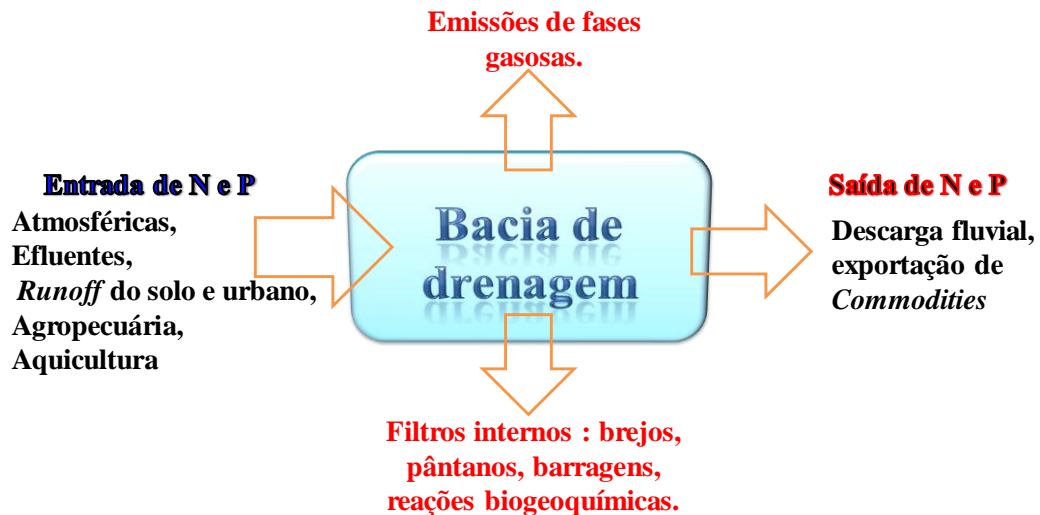 Emissões de fases
gasosas.
Entrada de N e P
Atmosféricas,
Efluentes,
Runoff do solo e urbano,
Agropecuária,
Aquicultura
Bacia de
drenagem
Saída de N e P
Descarga fluvial,
exportação de
Commodities
Filtros internos : brejos,
pântanos, barragens,
reações biogeoquímicas.